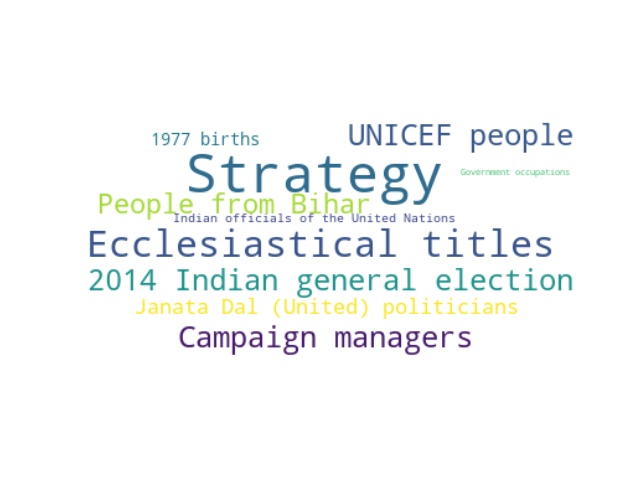 1977 births
UNICEF people
Strategy
Government occupations
People from Bihar
Indian officials of the United Nations
Ecclesiastical titles
2014 Indian general election
Janata Dal (United) politicians
Campaign managers